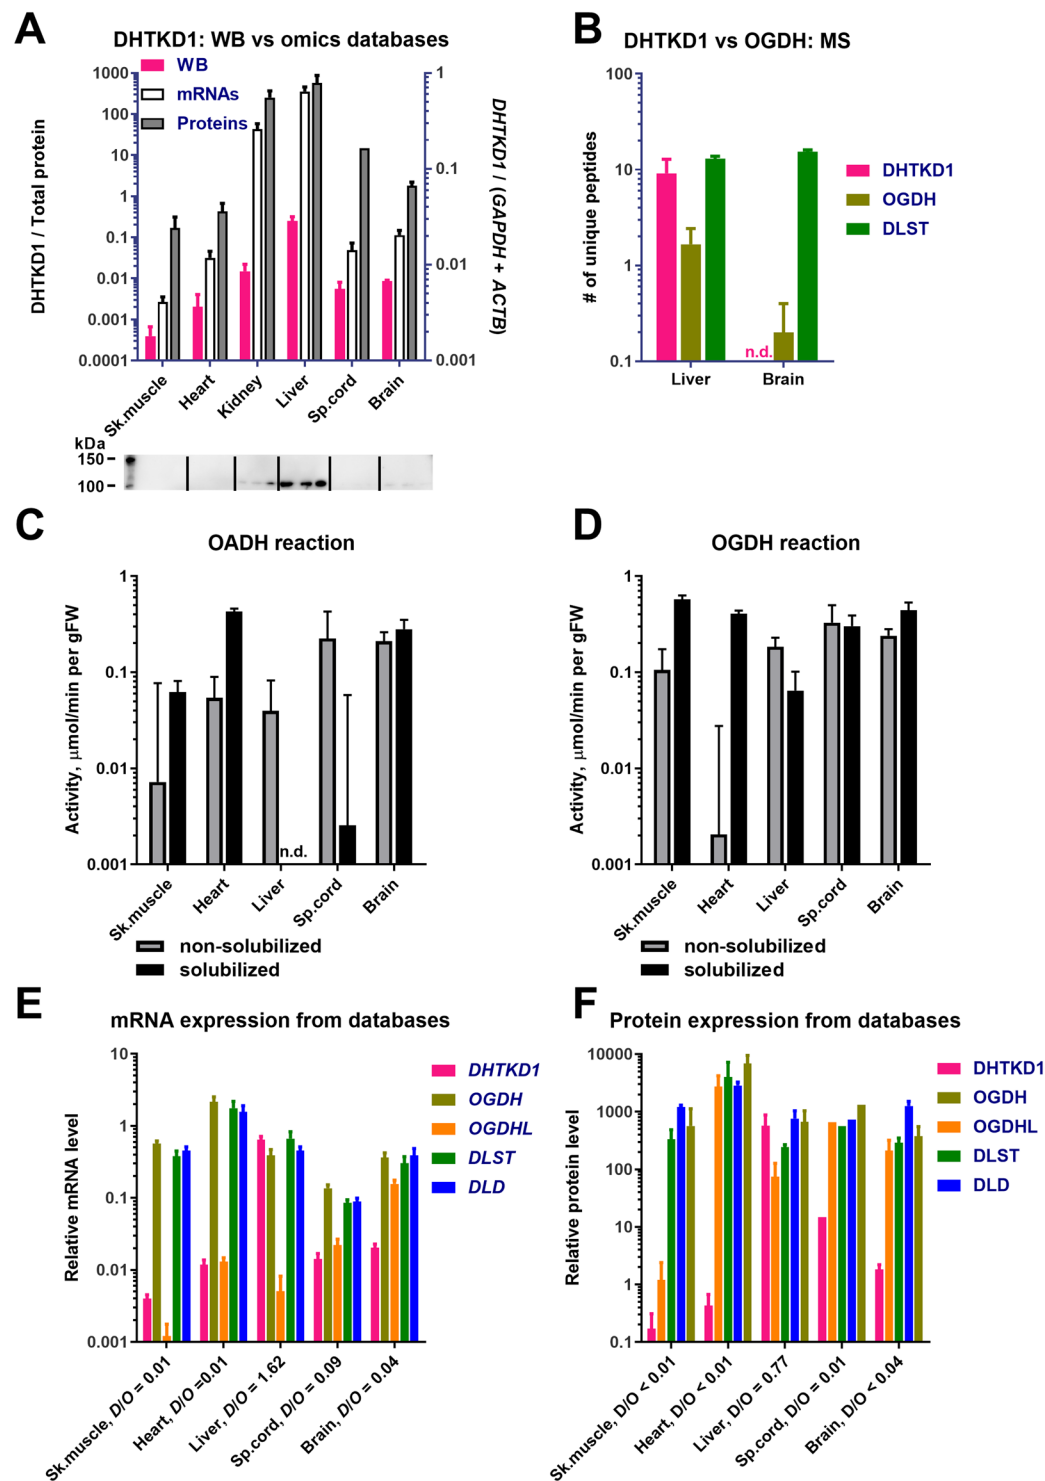 A
DHTKD1: WB vs omics databases
WB
mRNAs
Proteins
DHTKD1 / Total protein
1000
100
10
1
0.1
0.01
0.001
0.0001
1
0.1
0.01
0.001
DHTKD1 / (GAPDH + ACTB)
Sk.muscle
Heart
Kidney
Liver
Sp.cord
Brain
kDa
150
100
B
DHTKD1 vs OGDH: MS
# of unique peptides
100
10
1
0.1
n.d.
Liver
Brain
DHTKD1
OGDH
DLST
C
OADH reaction
Activity, µmol/min per gFW
1
0.1
0.01
0.001
n.d.
Sk.muscle
Heart
Liver
Sp.cord
Brain
non-solubilized
solubilized
D
OGDH reaction
Activity, µmol/min per gFW
1
0.1
0.01
0.001
Sk.muscle
Heart
Liver
Sp.cord
Brain
non-solubilized
solubilized
E
mRNA expression from databases
Relative mRNA level
10
1
0.1
0.01
0.001
Sk.muscle, D/O = 0.01
Heart, D/O =0.01
Liver, D/O = 1.62
Sp.cord, D/O = 0.09
Brain, D/O = 0.04
DHTKD1
OGDH
OGDHL
DLST
DLD
F
Protein expression from databases
Relative protein level
10000
1000
100
10
1
0.1
Sk.muscle, D/O < 0.01
Heart, D/O < 0.01
Liver, D/O = 0.77
Sp.cord, D/O = 0.01
Brain, D/O < 0.04
DHTKD1
OGDH
OGDHL
DLST
DLD